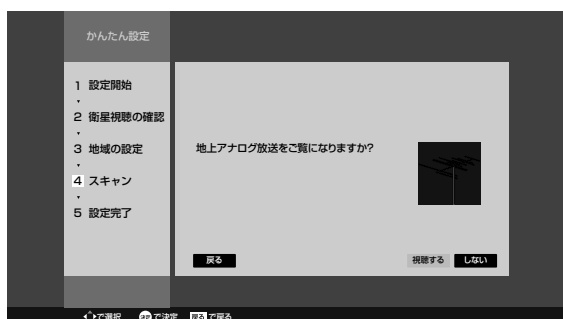 かんたん設定
1 設定開始
2 衛星視聴の確認
3 地域の設定
4 スキャン
5 設定完了
地上アナログ放送をご覧になりますか?
戻る
視聴する しない
で選択 決定 で決定 戻る で戻る